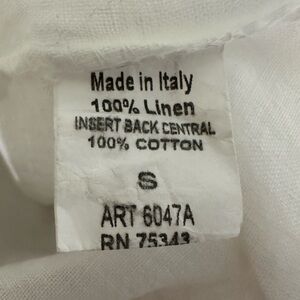 Made in Italy
100% Linen
INSERT BACK CENTRAL
100% COTTON
S
ART 6047A
RN 75343